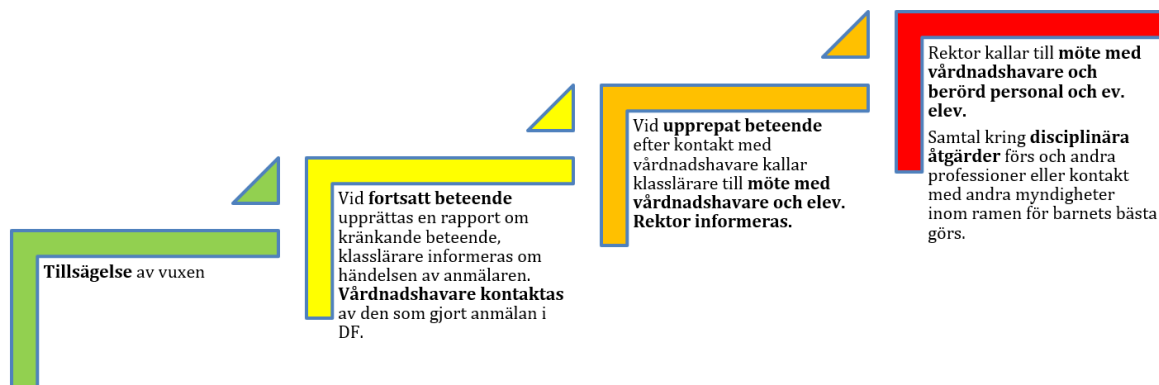 Tillsägelse av vuxen
Vid fortsatt beteende
upprättas en rapport om
kränkande beteende,
klasslärare informeras om
händelsen av anmälaren.
Vårdnadshavare kontaktas
av den som gjort anmälan i
DF.
Vid upprepat beteende
efter kontakt med
vårdnadshavare kallar
klasslärare till möte med
vårdnadshavare och elev.
Rektor informeras.
Rektor kallar till möte med
vårdnadshavare och
berörd personal och ev.
elev.
Samtal kring disciplinära
åtgärder förs och andra
professioner eller kontakt
med andra myndigheter
inom ramen för barnets bästa
görs.